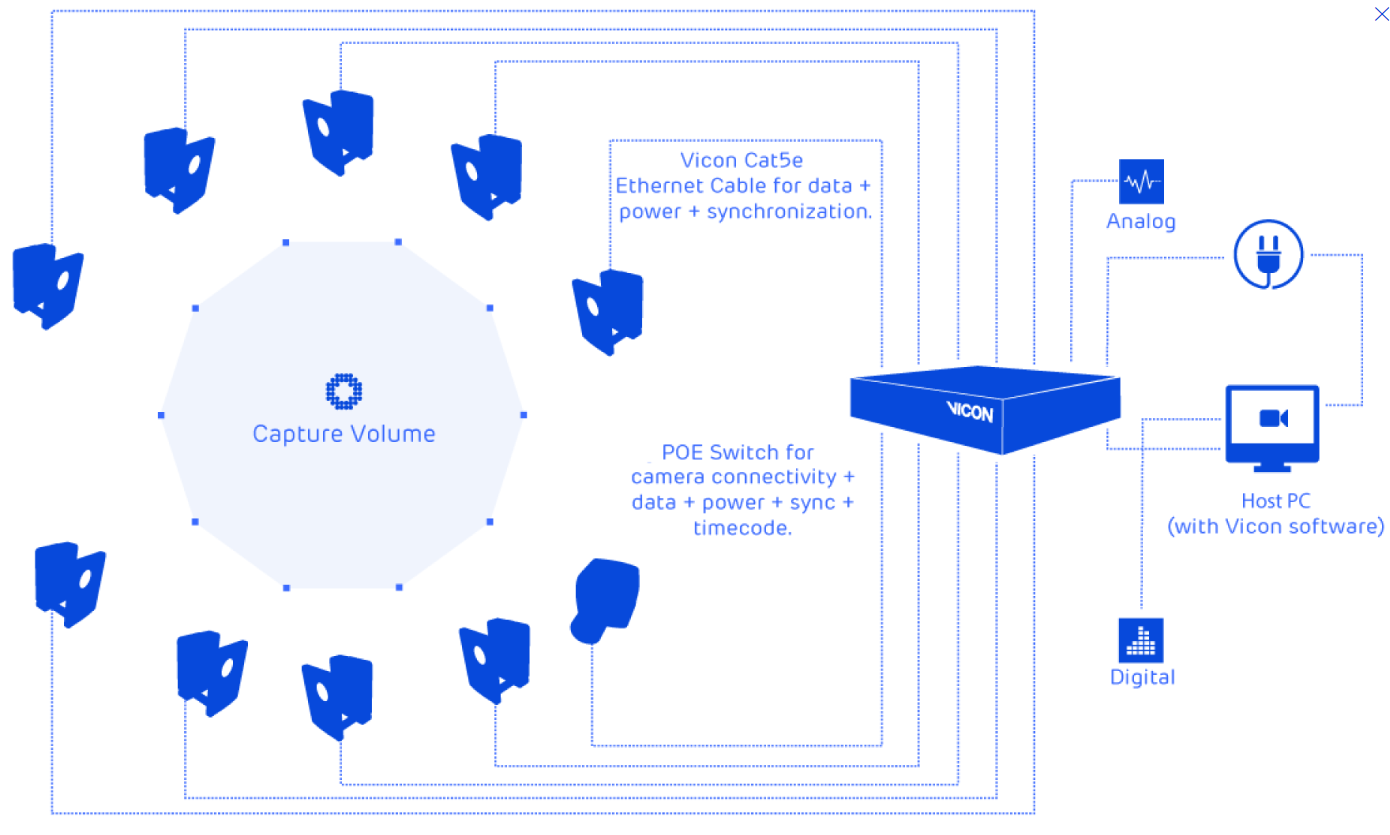 Vicon Cat5e
Ethernet Cable for data +
power + synchronization.
Analog
VICON
Capture Volume
POE Switch for
camera connectivity +
data + power + sync +
timecode.
Host PC
(with Vicon software)
Digital